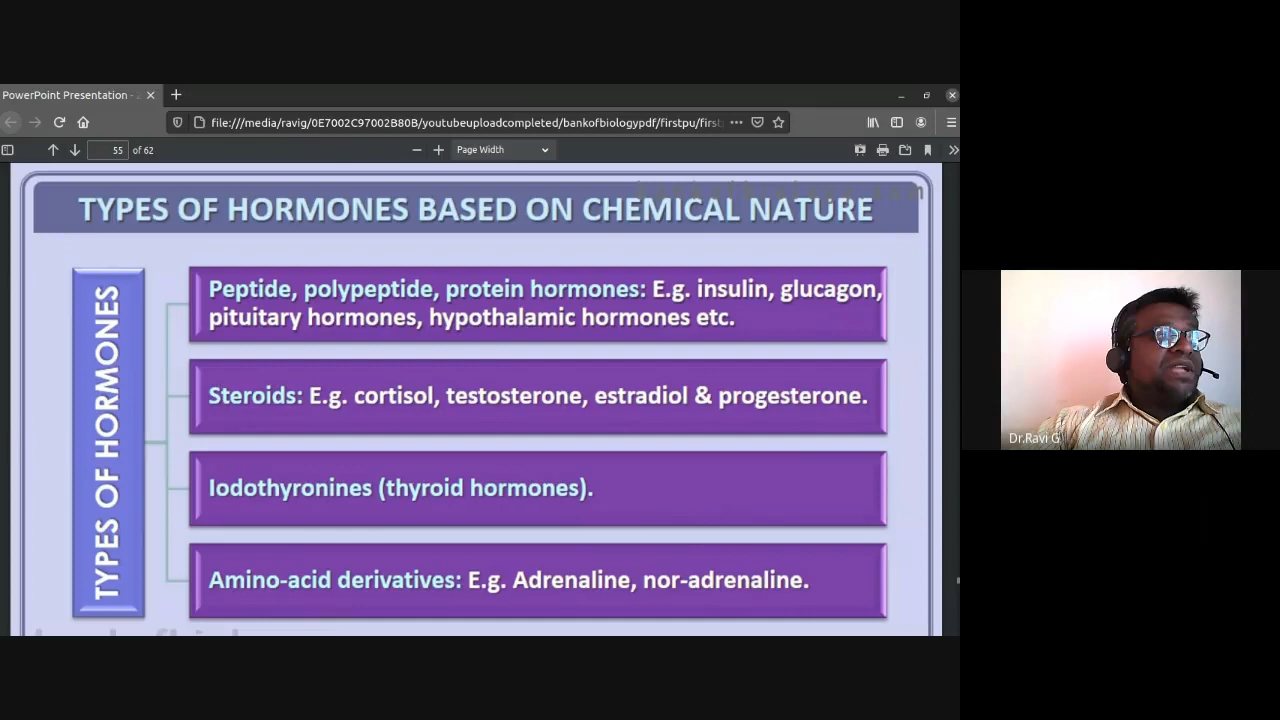 PowerPoint Presentation -
file:///media/ravig/0E7002C97002B80B/youtubeuploadcompleted/bankofbiologypdf/firstpu/first
55 of 62
Page Width
TYPES OF HORMONES BASED ON CHEMICAL NATURE
TYPES OF HORMONES
Peptide, polypeptide, protein hormones: E.g. insulin, glucagon,
pituitary hormones, hypothalamic hormones etc.
Steroids: E.g. cortisol, testosterone, estradiol & progesterone.
Iodothyronines (thyroid hormones).
Amino-acid derivatives: E.g. Adrenaline, nor-adrenaline.
Dr.Ravi G